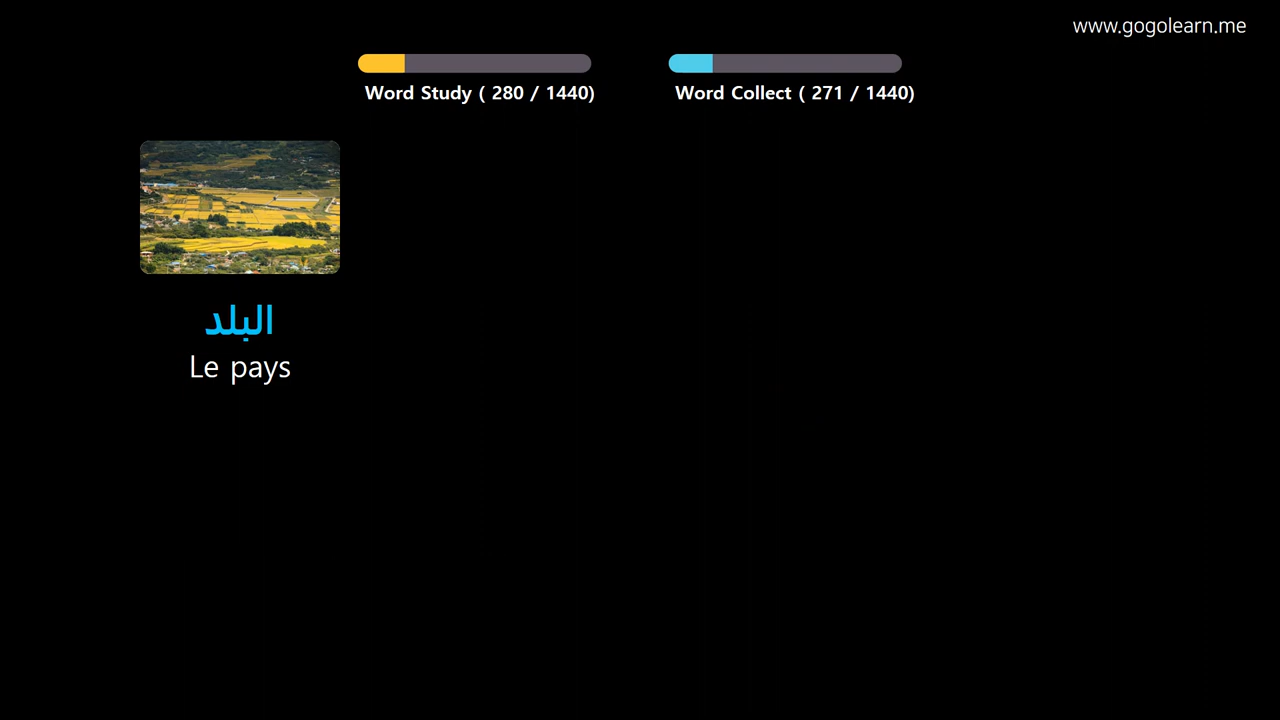 www.gogolearn.me
Word Study ( 280 / 1440)
Word Collect ( 271 / 1440)
البلد
Le pays